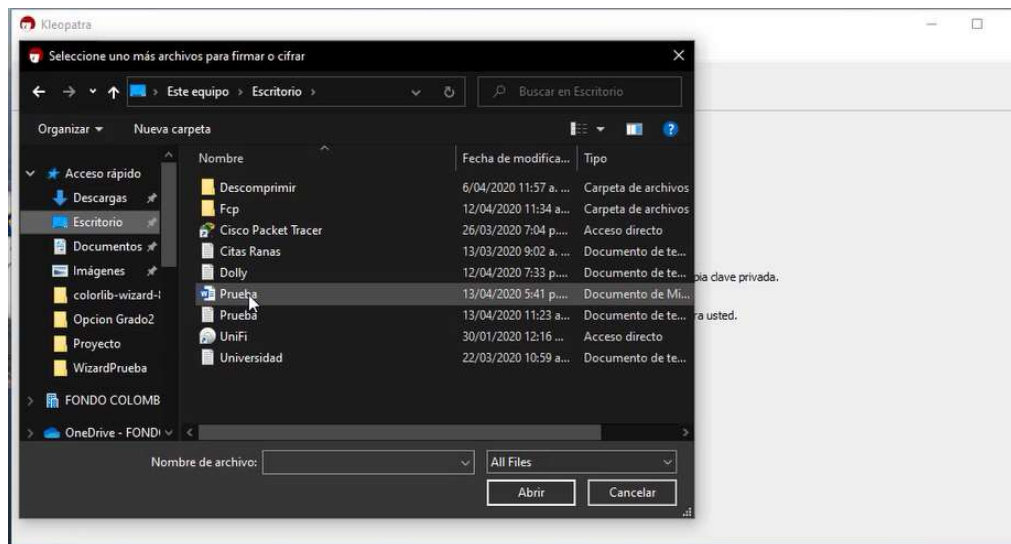 Kleopatra
Seleccione uno más archivos para firmar o cifrar
Este equipo > Escritorio >
Buscar en Escritorio
Organizar
Nueva carpeta
Nombre
Fecha de modifica...
Tipo
Acceso rápido
Descargas
Escritorio
Documentos
Imágenes
colorlib-wizard-
Opcion Grado2
Proyecto
WizardPrueba
FONDO COLOMB
OneDrive - FOND
Descomprimir 6/04/2020 11:57 a. ... Carpeta de archivos
Fcp 12/04/2020 11:34 a... Carpeta de archivos
Cisco Packet Tracer 26/03/2020 7:04 p.... Acceso directo
Citas Ranas 13/03/2020 9:02 a. ... Documento de te...
Dolly 12/04/2020 7:33 p.... Documento de te...
Prueba 13/04/2020 5:41 p.... Documento de Mi...
Prueba 13/04/2020 11:23 a... Documento de te...
UniFi 30/01/2020 12:16 ... Acceso directo
Universidad 22/03/2020 10:59 a... Documento de te...
pia clave privada.
ra usted.
Nombre de archivo:
All Files
Abrir
Cancelar